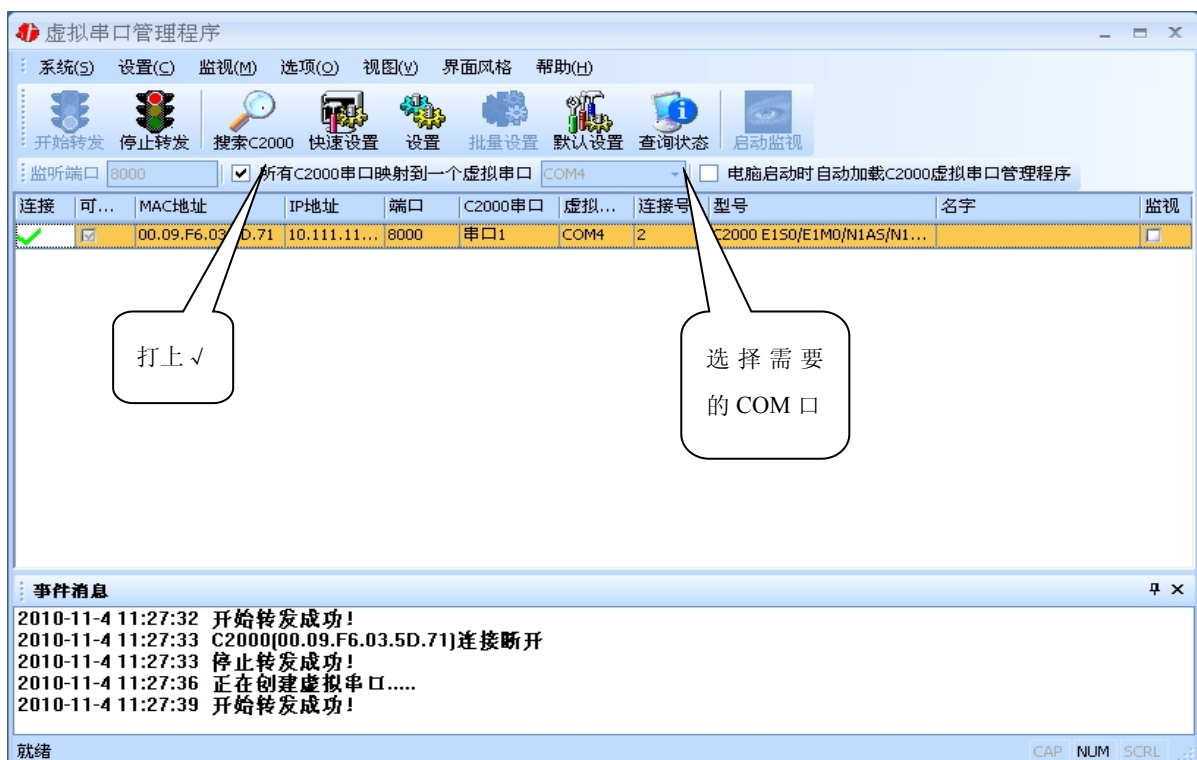 虚拟串口管理程序
系统(S) 设置(C) 监视(M) 选项(O) 视图(V) 界面风格 帮助(H)
开始转发 停止转发 搜索C2000 快速设置 设置 批量设置 默认设置 查询状态 启动监视
监听端口 8000 所有C2000串口映射到一个虚拟串口 COM4 电脑启动时自动加载C2000虚拟串口管理程序
连接 可... MAC地址 IP地址 端口 C2000串口 虚拟... 连接号 型号 名字 监视
00.09.F6.03 D.71 10.111.11... 8000 串口1 COM4 2 C2000 E1S0/E1M0/N1AS/N1...
打上√
选择需要
的 COM 口
事件消息
2010-11-4 11:27:32 开始转发成功!
2010-11-4 11:27:33 C2000(00.09.F6.03.5D.71)连接断开
2010-11-4 11:27:33 停止转发成功!
2010-11-4 11:27:36 正在创建虚拟串口.....
2010-11-4 11:27:39 开始转发成功!
就绪 CAP NUM SCRL